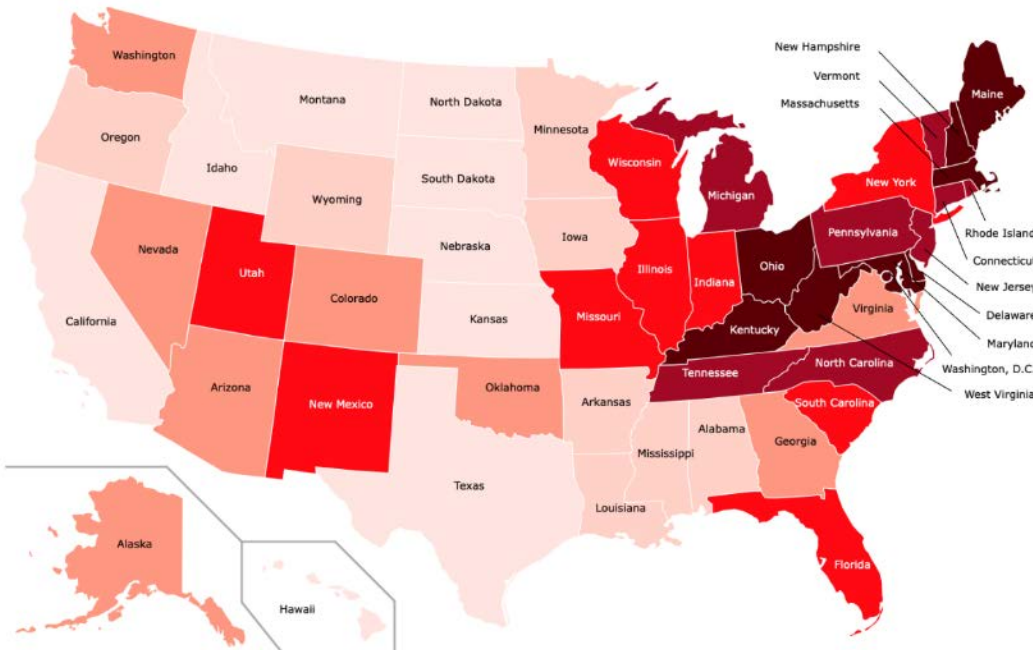 New Hampshire
Washington
Vermont
Maine
Montana
North Dakota
Massachusetts
Minnesota
Oregon
Idaho
Wisconsin
South Dakota
New York
Michigan
Wyoming
Rhode Island
Pennsylvania
Iowa
Nebraska
Nevada
Connecticut
Ohio
Utah
Illinois
Indiana
New Jersey
Colorado
Virginia
Delaware
California
Kansas
Missouri
Kentucky
Maryland
North Carolina
Washington, D.C.
Tennessee
Arizona
Oklahoma
West Virginia
New Mexico
Arkansas
South Carolina
Alabama
Georgia
Mississippi
Texas
Louisiana
Alaska
Florida
Hawaii